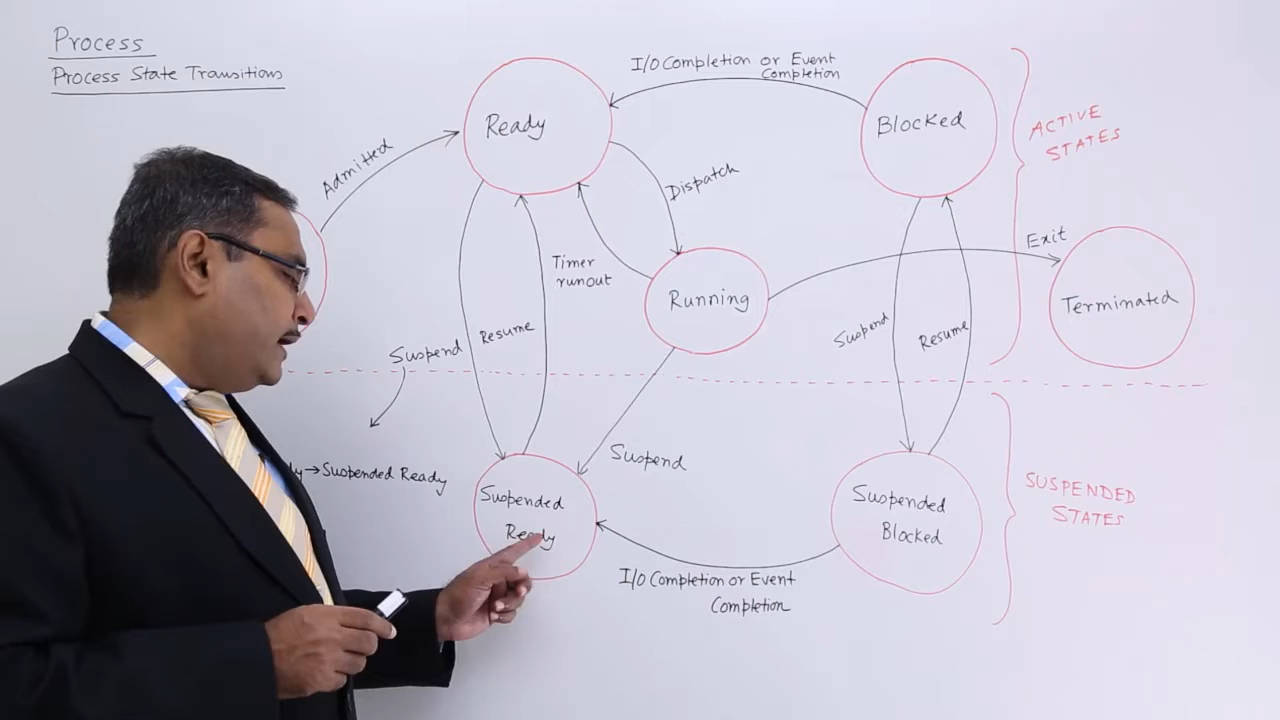 Process
Process State Transitions
Admitted
Ready
I/O Completion or Event
Completion
Blocked
ACTIVE
STATES
Dispatch
Timer
runout
Running
Exit
Terminated
Suspend
Resume
Suspend
Resume
Suspend
→Suspended Ready
Suspended
Ready
Suspend
Suspended
Blocked
SUSPENDED
STATES
I/O Completion or Event
Completion